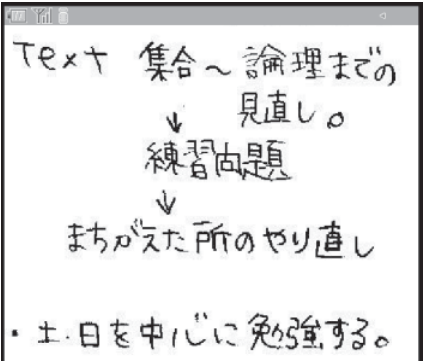 Text 集合～論理までの
見直し。
↓
練習問題
↓
まちがえた所のやり直し
・土・日を中心に勉強する。